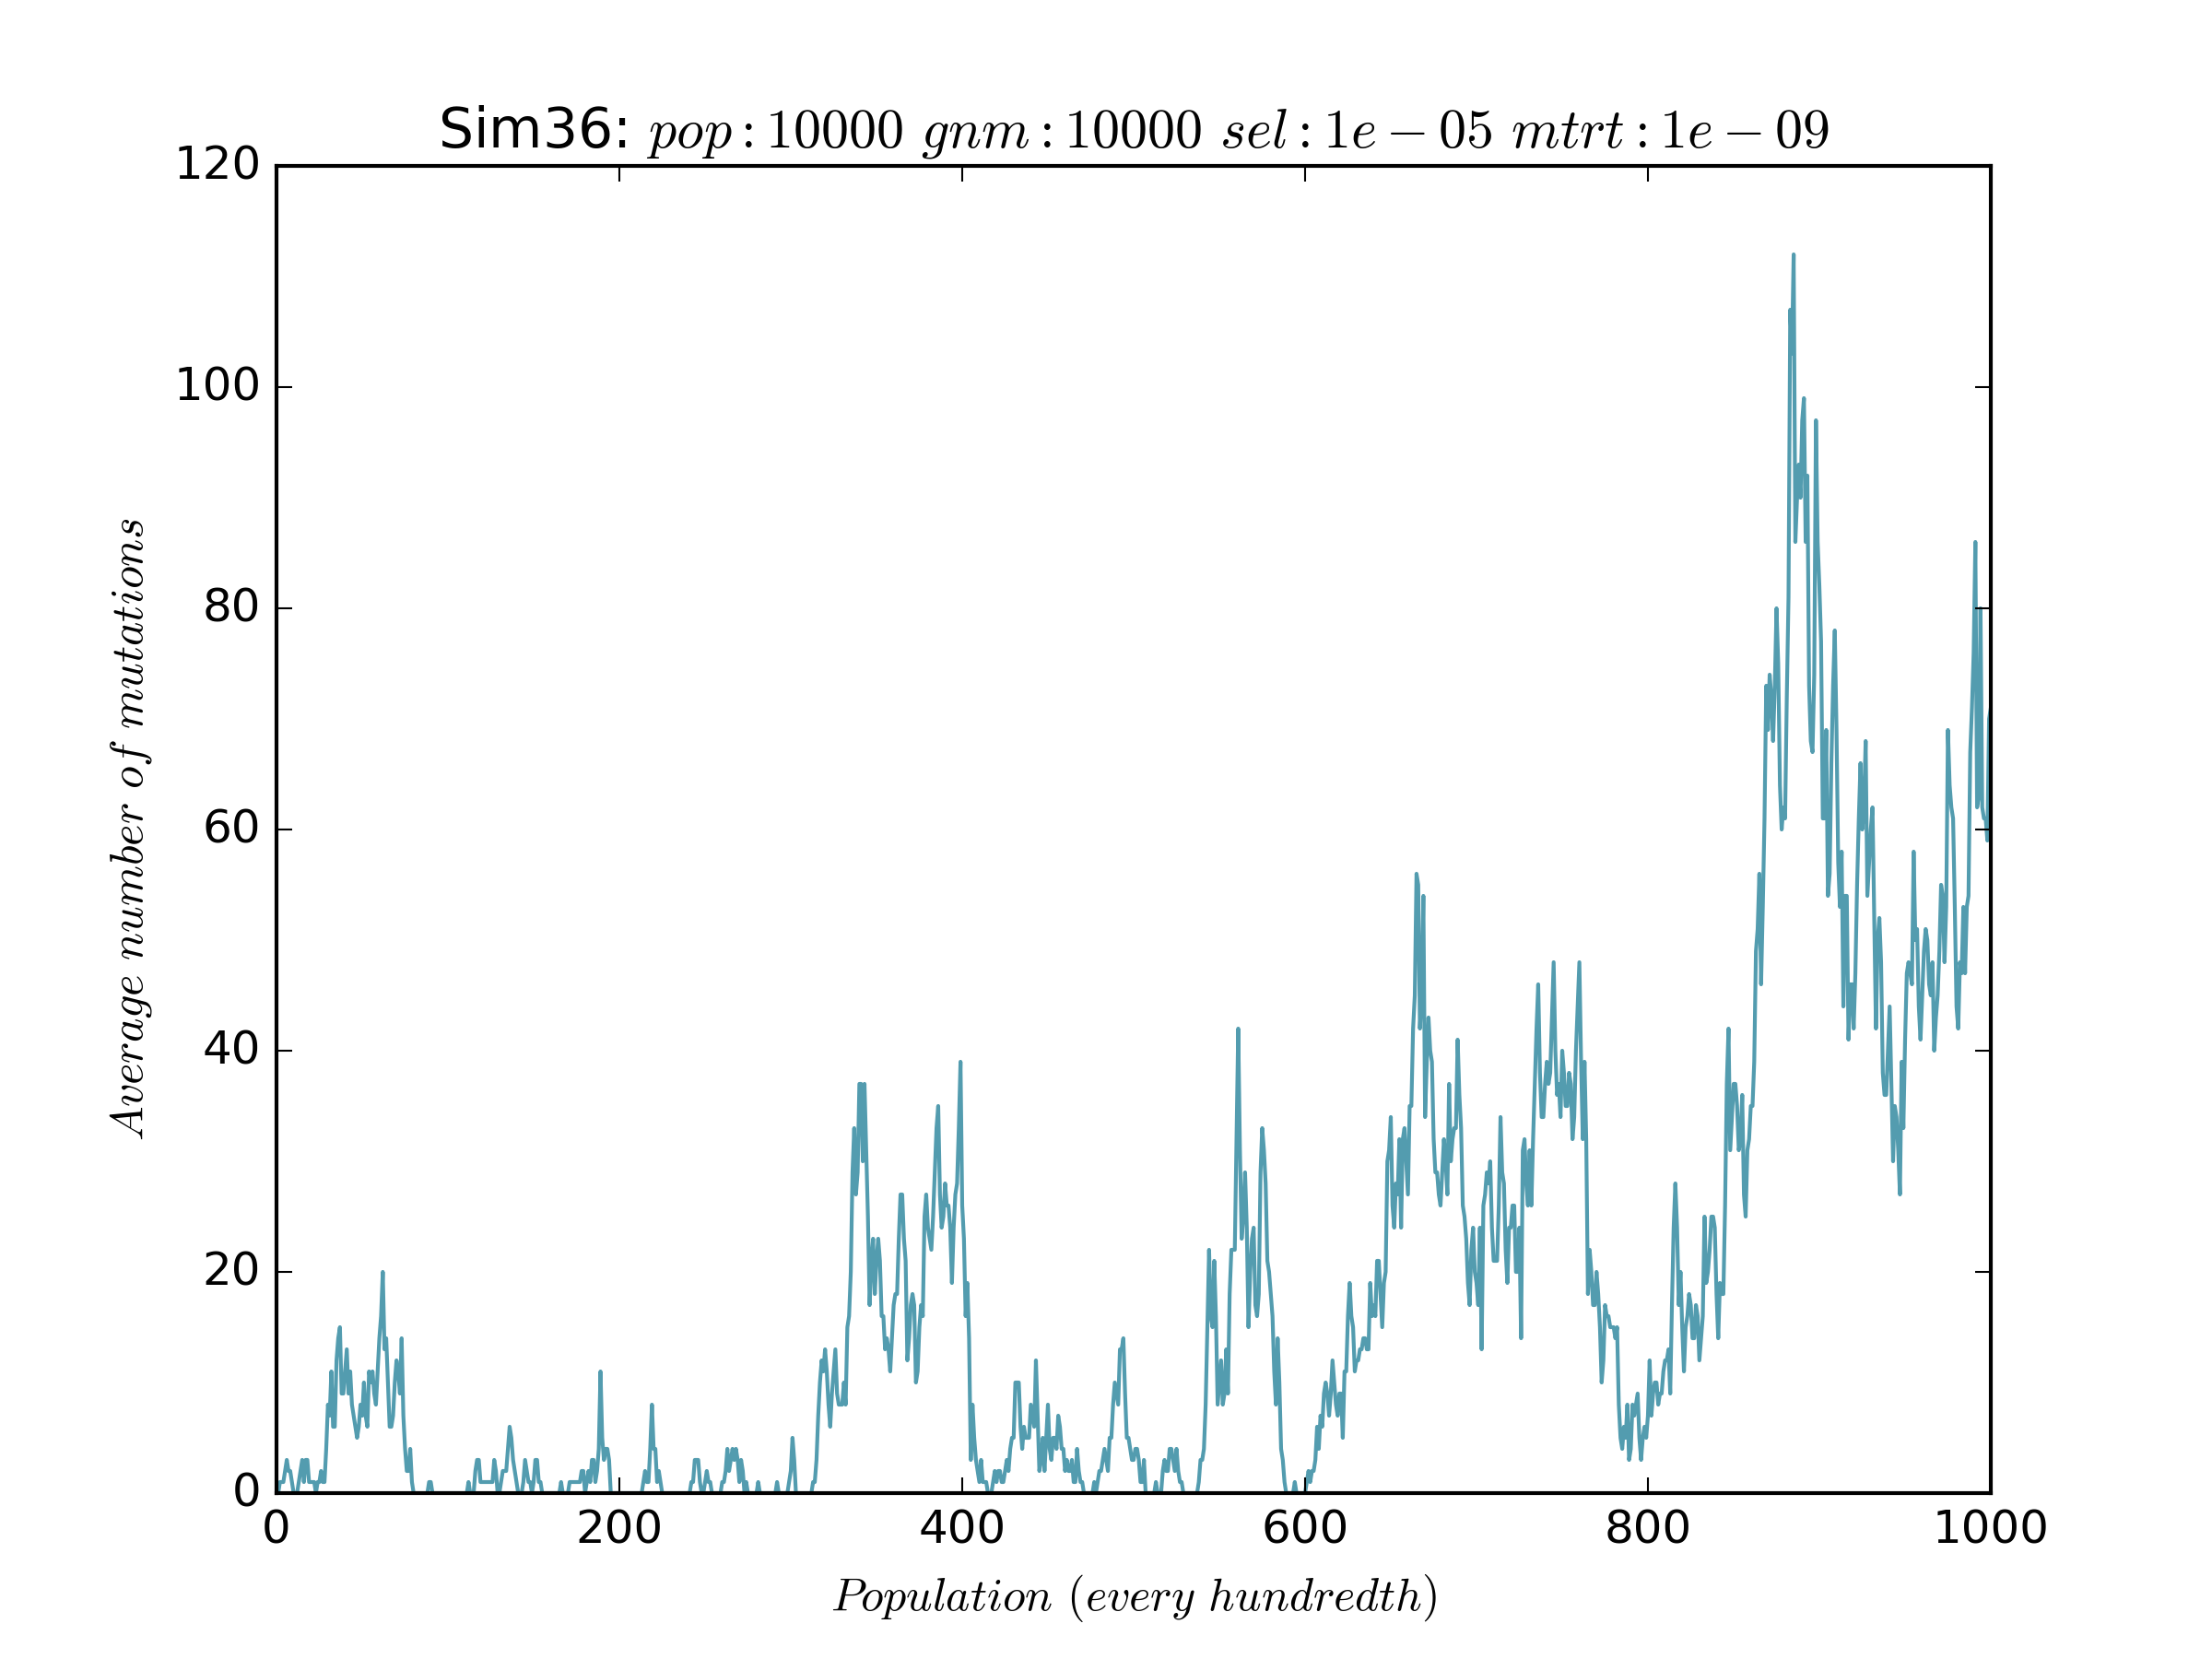 Sim36: pop : 10000 gnm : 10000 sel : 1e − 05 mtrt : 1e − 09
120
100
80
60
40
20
0
Average number of mutations
0 200 400 600 800 1000
Population (every hundredth)